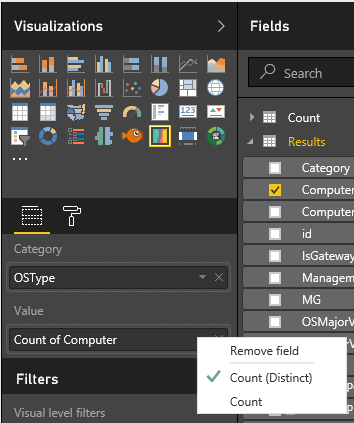 Visualizations
Category
OSType
Value
Count of Computer
Filters
Visual level filters
Fields
Search
Count
Results
Category
Computer
Computer
id
IsGateway
Managem
MG
OSMajorV
Remove field
Count (Distinct)
Count